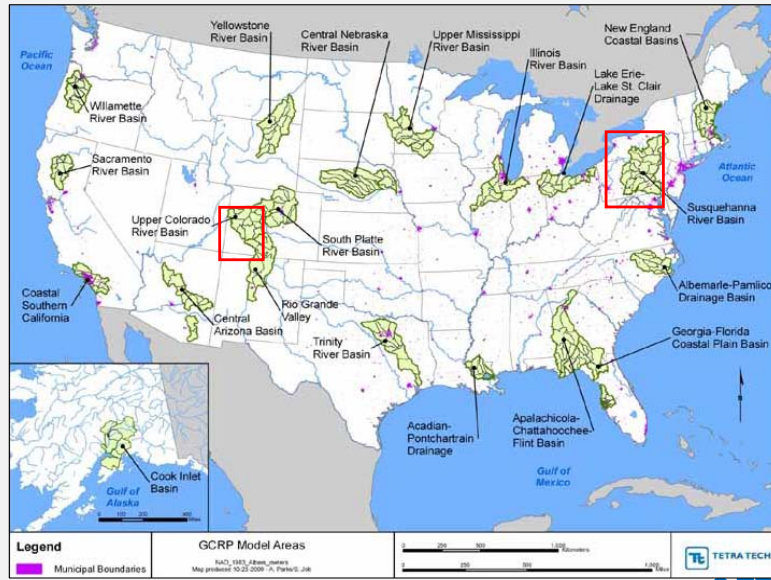 Pacific
Ocean
Yellowstone
River Basin
Central Nebraska
River Basin
Upper Mississippi
River Basin
Illinois
River Basin
New England
Coastal Basins
Lake Erie-
Lake St. Clair
Drainage
Willamette
River Basin
Sacramento
River Basin
Atlantic
Ocean
Susquehanna
River Basin
Upper Colorado
River Basin
South Platte
River Basin
Coastal
Southern
California
Central
Arizona Basin
Rio Grande
Valley
Trinity
River Basin
Albemarle-Pamlico
Drainage Basin
Georgia-Florida
Coastal Plain Basin
Acadian-
Pontchartrain
Drainage
Apalachicola-
Chattahoochee-
Flint Basin
Gulf of
Mexico
Cook Inlet
Basin
Gulf of
Alaska
Legend
Municipal Boundaries
GCRP Model Areas
TETRA TECH